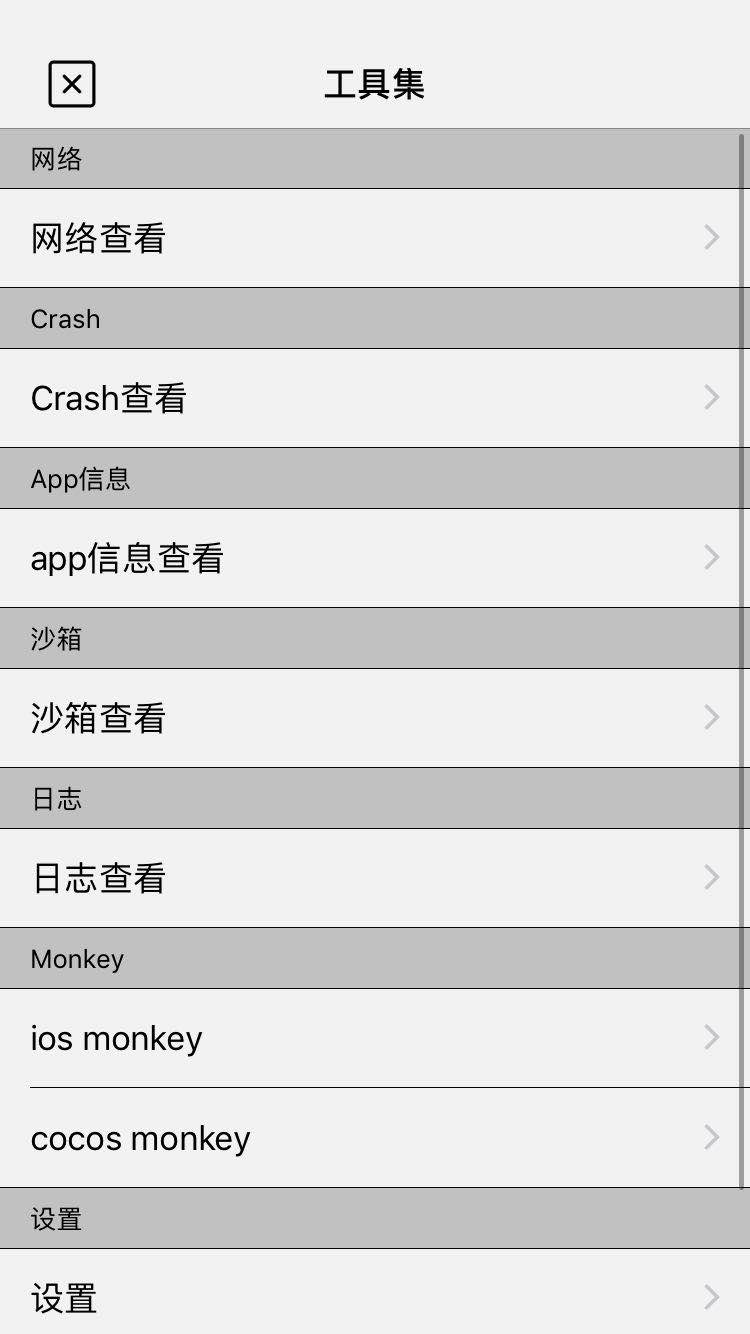 工具集
网络
网络查看
Crash
Crash查看
App信息
app信息查看
沙箱
沙箱查看
日志
日志查看
Monkey
ios monkey
cocos monkey
设置
设置